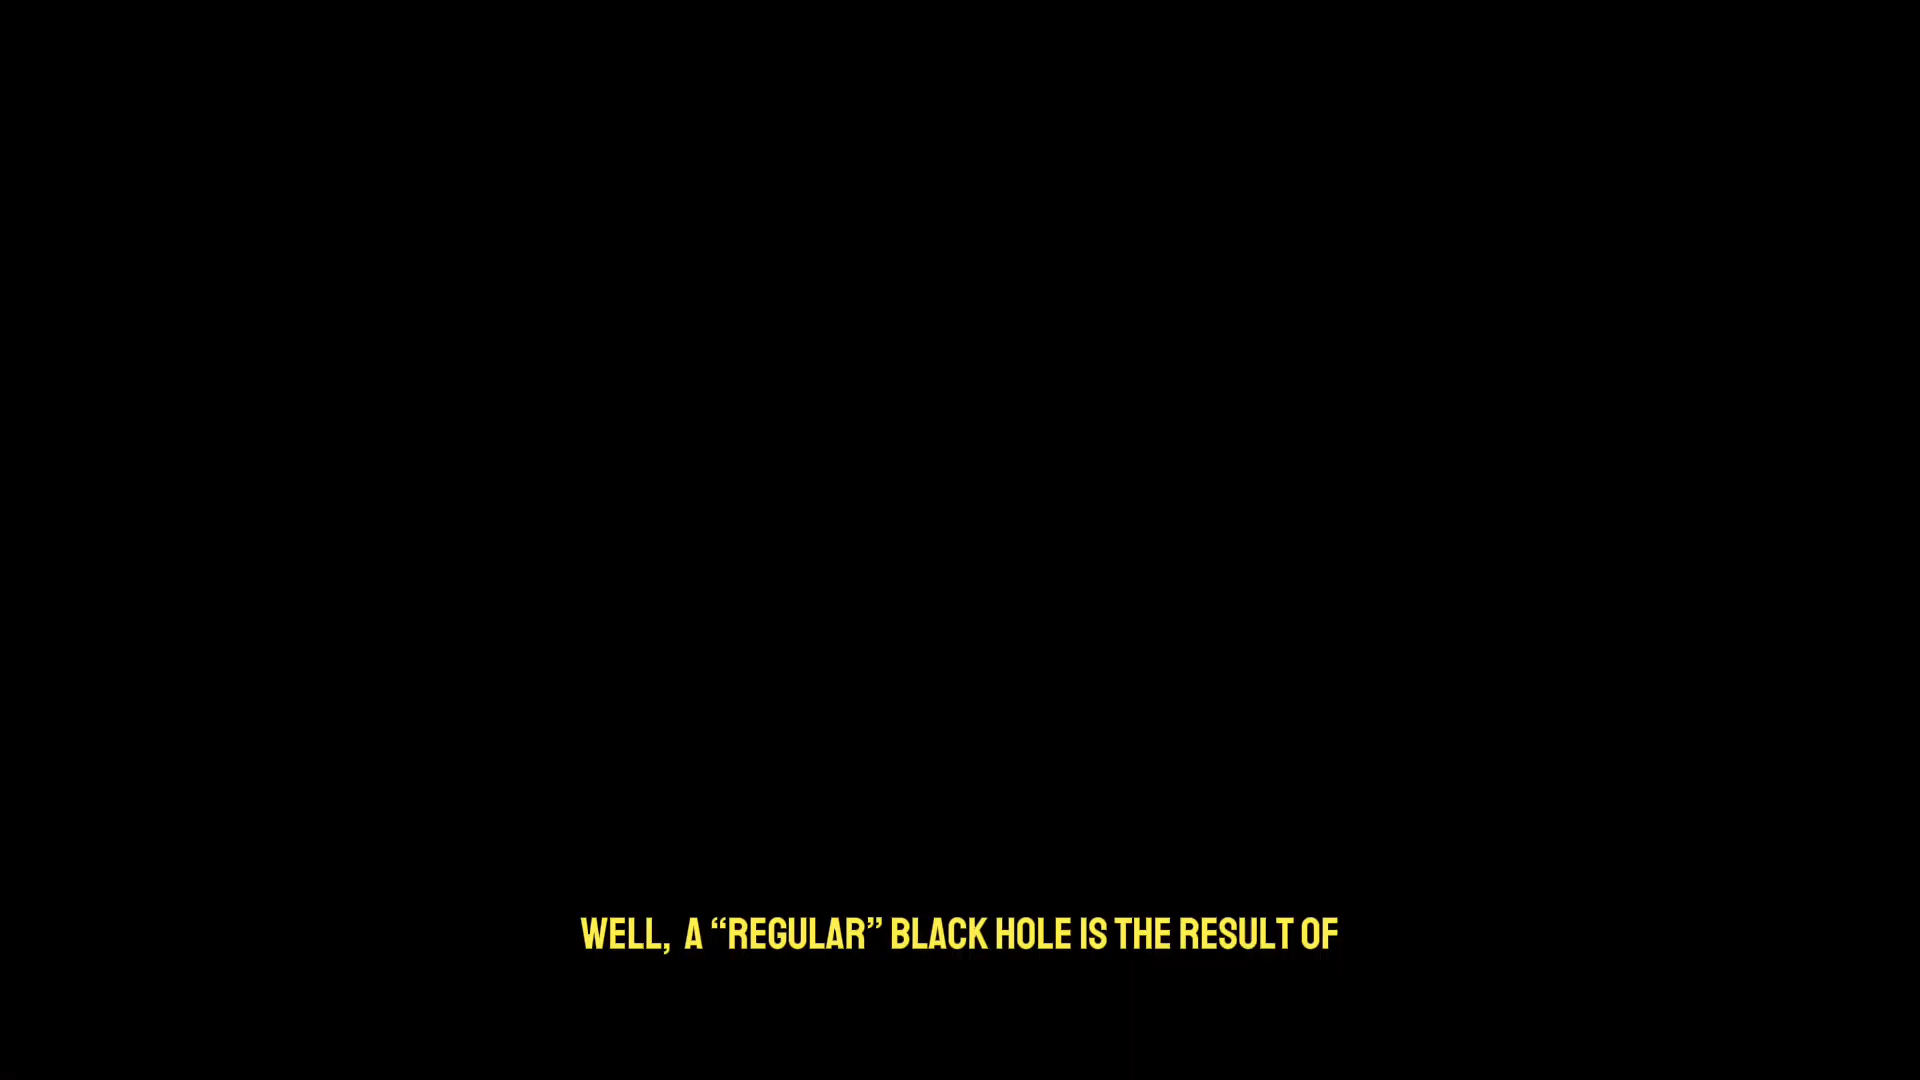 WELL,  A “REGULAR” BLACK HOLE IS THE RESULT OF